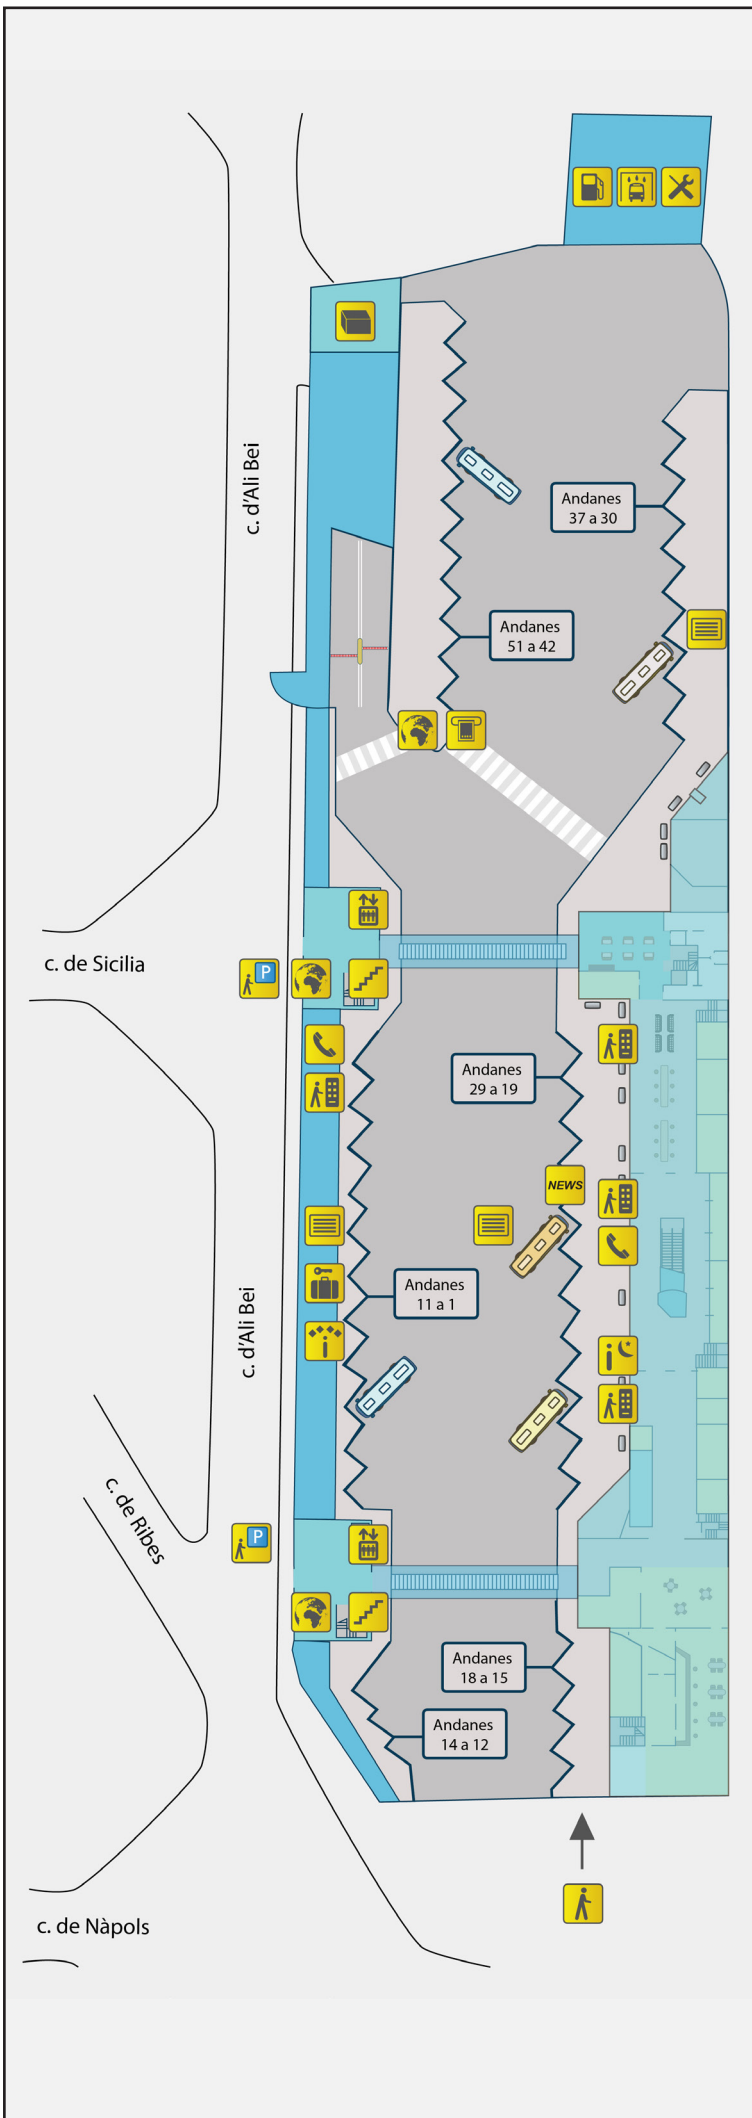 c. d'Ali Bei
Andanes
37 a 30
Andanes
51 a 42
c. de Sicilia
P
Andanes
29 a 19
NEWS
Andanes
11 a 1
c. d'Ali Bei
c. de Ribes
P
Andanes
18 a 15
Andanes
14 a 12
c. de Nàpols